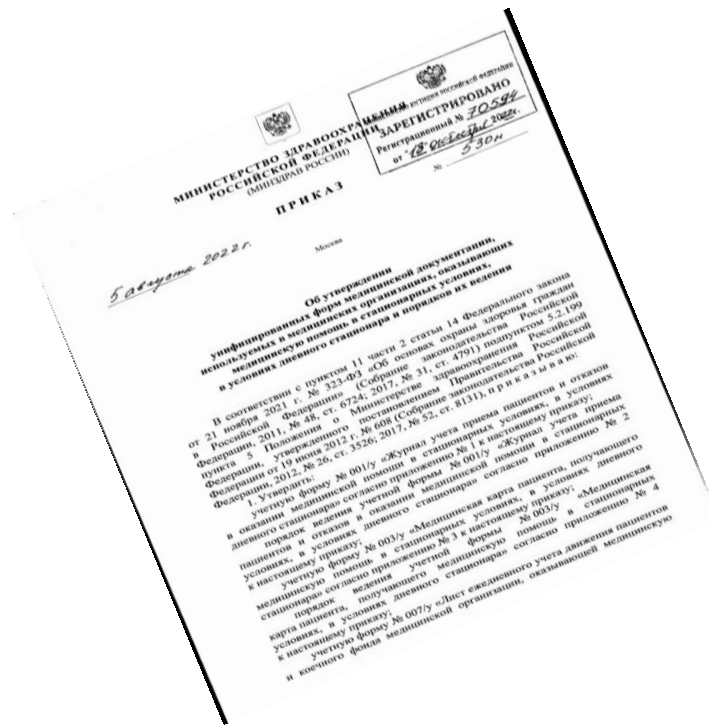 МИНИСТЕРСТВО ЮСТИЦИИ РОССИЙСКОЙ ФЕДЕРАЦИИ
ЗАРЕГИСТРИРОВАНО
Регистрационный № 70594
от "18" октября 2022г.
МИНИСТЕРСТВО ЗДРАВООХРАНЕНИЯ
РОССИЙСКОЙ ФЕДЕРАЦИИ
(МИНЗДРАВ РОССИИ)
ПРИКАЗ
5 августа 2022г.
№ 530н
Москва
Об утверждении
унифицированных форм медицинской документации,
используемых в медицинских организациях, оказывающих
медицинскую помощь в стационарных условиях,
в условиях дневного стационара и порядков их ведения
В соответствии с пунктом 11 части 2 статьи 14 Федерального закона
от 21 ноября 2021 г. № 323-ФЗ «Об основах охраны здоровья граждан
в Российской Федерации» (Собрание законодательства Российской
Федерации, 2011, № 48, ст. 6724; 2017, № 31, ст. 4791) подпунктом 5.2.199
пункта 5 Положения о Министерстве здравоохранения Российской
Федерации, утвержденного постановлением Правительства Российской
Федерации от 19 июня 2012 г. № 608 (Собрание законодательства Российской
Федерации, 2012, № 26, ст. 3526; 2017, № 52, ст. 8131), п р и к а з ы в а ю:
1. Утвердить:
учетную форму № 001/у «Журнал учета приема пациентов и отказов
в оказании медицинской помощи в стационарных условиях, в условиях
дневного стационара» согласно приложению № 1 к настоящему приказу;
порядок ведения учетной формы № 001/у «Журнал учета приема
пациентов и отказов в оказании медицинской помощи в стационарных
условиях, в условиях дневного стационара» согласно приложению № 2
к настоящему приказу;
учетную форму № 003/у «Медицинская карта пациента, получающего
медицинскую помощь в стационарных условиях, в условиях дневного
стационара» согласно приложению № 3 к настоящему приказу;
порядок ведения учетной формы № 003/у «Медицинская
карта пациента, получающего медицинскую помощь в стационарных
условиях, в условиях дневного стационара» согласно приложению № 4
к настоящему приказу;
учетную форму № 007/у «Лист ежедневного учета движения пациентов
и коечного фонда медицинской организации, оказывающей медицинскую